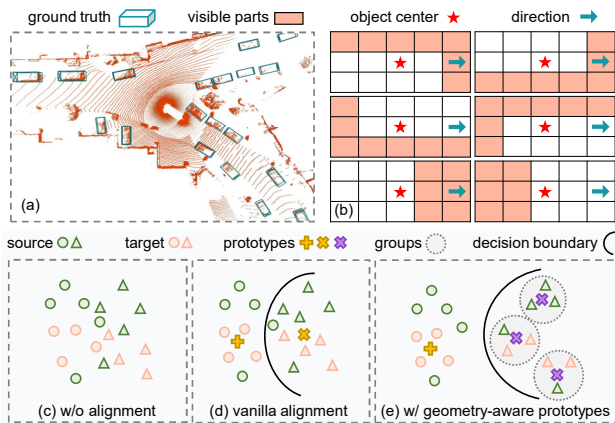 ground truth visible parts object center direction
(a) (b)
source target prototypes groups decision boundary
(c) w/o alignment (d) vanilla alignment (e) w/ geometry-aware prototypes